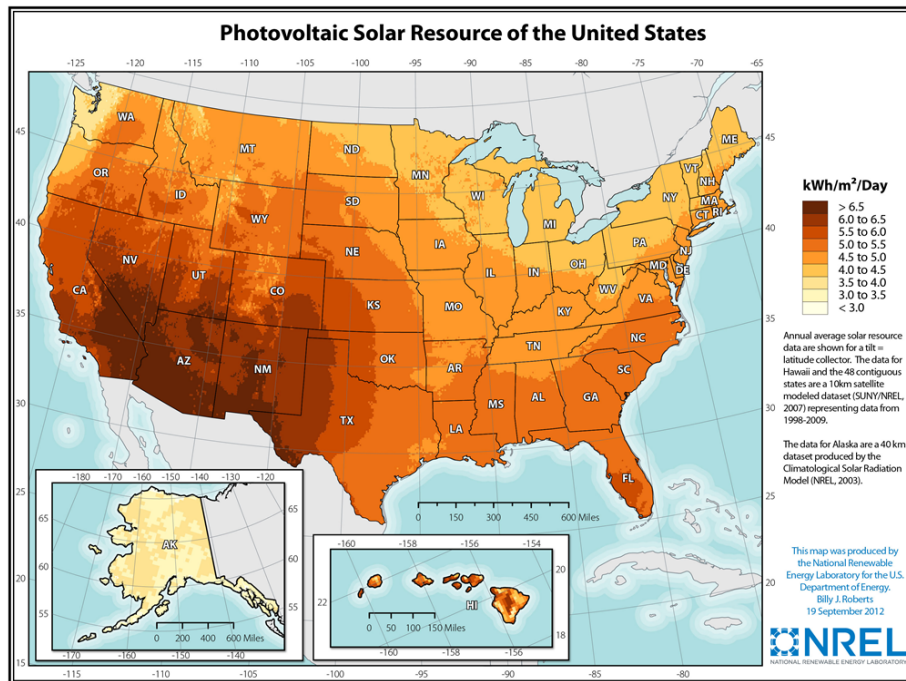 Photovoltaic Solar Resource of the United States
-125 -120 -115 -110 -105 -100 -95 -90 -85 -80 -75 -70 -65
45
40
35
30
25
20
15
45
40
35
30
25
20
WA
MT
ND
MN
ME
VT
NH
OR
ID
SD
WI
NY
MA
CT RI
WY
MI
IA
NE
PA
NJ
NV
UT
IL
IN
OH
MD
DE
CO
WV
CA
KS
MO
KY
VA
TN
NC
AZ
NM
OK
AR
SC
MS
AL
GA
TX
LA
FL
kWh/m²/Day
> 6.5
6.0 to 6.5
5.5 to 6.0
5.0 to 5.5
4.5 to 5.0
4.0 to 4.5
3.5 to 4.0
3.0 to 3.5
< 3.0
Annual average solar resource
data are shown for a tilt =
latitude collector. The data for
Hawaii and the 48 contiguous
states are a 10km satellite
modeled dataset (SUNY/NREL,
2007) representing data from
1998-2009.
The data for Alaska are a 40 km
dataset produced by the
Climatological Solar Radiation
Model (NREL, 2003).
-180 -170 -160 -150 -140 -130 -120
65
60
55
65
60
55
AK
0 200 400 600 Miles
-170 -160 -150 -140
0 150 300 450 600 Miles
-160 -158 -156 -154
22
20
18
HI
0 50 100 150 Miles
-160 -158 -156
-115 -110 -105 -100 -95 -90 -85 -80
This map was produced by
the National Renewable
Energy Laboratory for the U.S.
Department of Energy.
Billy J. Roberts
19 September 2012
NREL
NATIONAL RENEWABLE ENERGY LABORATORY